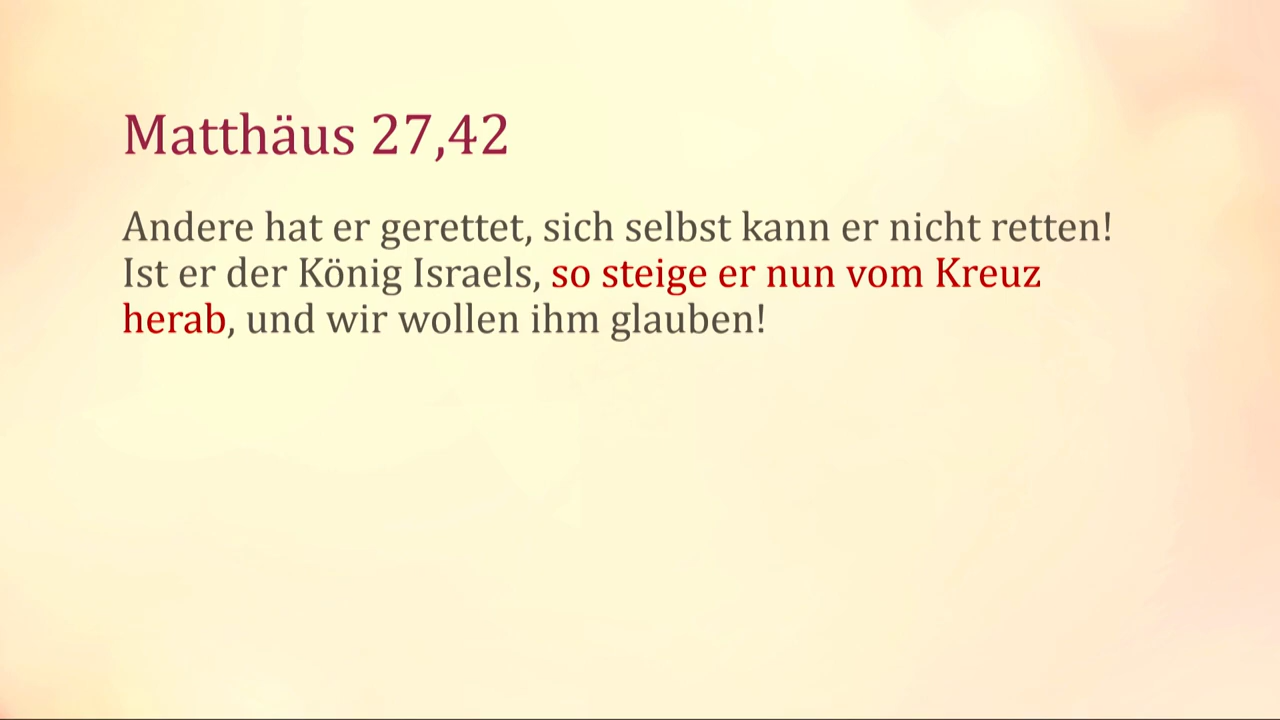 Matthäus 27,42
Andere hat er gerettet, sich selbst kann er nicht retten!
Ist er der König Israels, so steige er nun vom Kreuz
herab, und wir wollen ihm glauben!